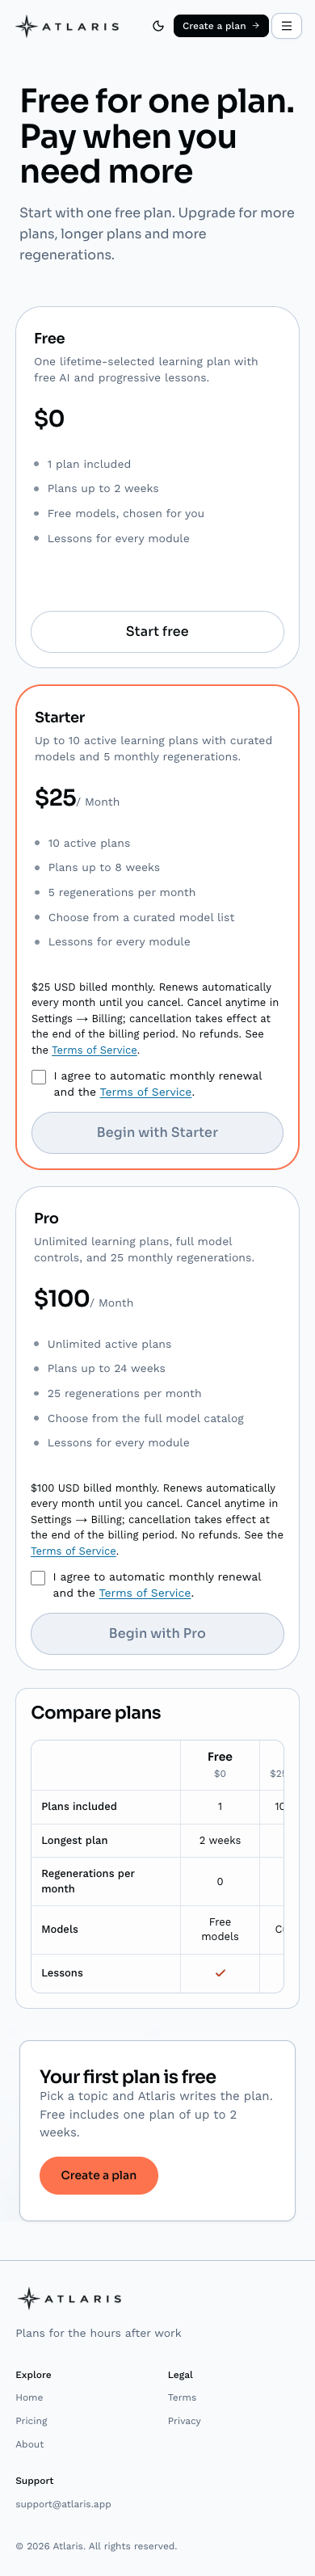 ATLARIS
Create a plan →
Free for one plan.
Pay when you
need more
Start with one free plan. Upgrade for more
plans, longer plans and more
regenerations.
Free
One lifetime-selected learning plan with
free AI and progressive lessons.
$0
1 plan included
Plans up to 2 weeks
Free models, chosen for you
Lessons for every module
Start free
Starter
Up to 10 active learning plans with curated
models and 5 monthly regenerations.
$25 / Month
10 active plans
Plans up to 8 weeks
5 regenerations per month
Choose from a curated model list
Lessons for every module
$25 USD billed monthly. Renews automatically
every month until you cancel. Cancel anytime in
Settings → Billing; cancellation takes effect at
the end of the billing period. No refunds. See
the Terms of Service.
I agree to automatic monthly renewal
and the Terms of Service.
Begin with Starter
Pro
Unlimited learning plans, full model
controls, and 25 monthly regenerations.
$100 / Month
Unlimited active plans
Plans up to 24 weeks
25 regenerations per month
Choose from the full model catalog
Lessons for every module
$100 USD billed monthly. Renews automatically
every month until you cancel. Cancel anytime in
Settings → Billing; cancellation takes effect at
the end of the billing period. No refunds. See the
Terms of Service.
I agree to automatic monthly renewal
and the Terms of Service.
Begin with Pro
Compare plans
Free
$0
Plans included 1 10
Longest plan 2 weeks
Regenerations per
month
0
Models
Free
models
Lessons
Your first plan is free
Pick a topic and Atlaris writes the plan.
Free includes one plan of up to 2
weeks.
Create a plan
ATLARIS
Plans for the hours after work
Explore
Home
Pricing
About
Legal
Terms
Privacy
Support
support@atlaris.app
© 2026 Atlaris. All rights reserved.